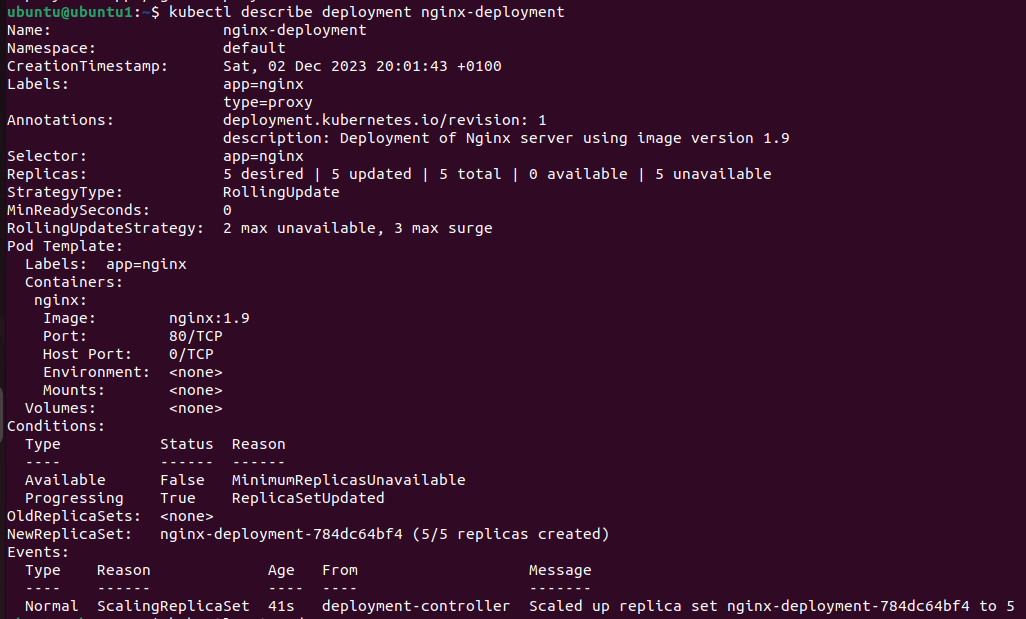 ubuntu@ubuntu1:~$ kubectl describe deployment nginx-deployment
Name:                   nginx-deployment
Namespace:              default
CreationTimestamp:      Sat, 02 Dec 2023 20:01:43 +0100
Labels:                 app=nginx
                        type=proxy
Annotations:            deployment.kubernetes.io/revision: 1
                        description: Deployment of Nginx server using image version 1.9
Selector:               app=nginx
Replicas:               5 desired | 5 updated | 5 total | 0 available | 5 unavailable
StrategyType:           RollingUpdate
MinReadySeconds:        0
RollingUpdateStrategy:  2 max unavailable, 3 max surge
Pod Template:
  Labels:  app=nginx
  Containers:
   nginx:
    Image:        nginx:1.9
    Port:         80/TCP
    Host Port:    0/TCP
    Environment:  <none>
    Mounts:       <none>
  Volumes:        <none>
Conditions:
  Type           Status  Reason
  ----           ------  ------
  Available      False   MinimumReplicasUnavailable
  Progressing    True    ReplicaSetUpdated
OldReplicaSets:  <none>
NewReplicaSet:   nginx-deployment-784dc64bf4 (5/5 replicas created)
Events:
  Type    Reason             Age   From                   Message
  ----    ------             ----  ----                   -------
  Normal  ScalingReplicaSet  41s   deployment-controller  Scaled up replica set nginx-deployment-784dc64bf4 to 5